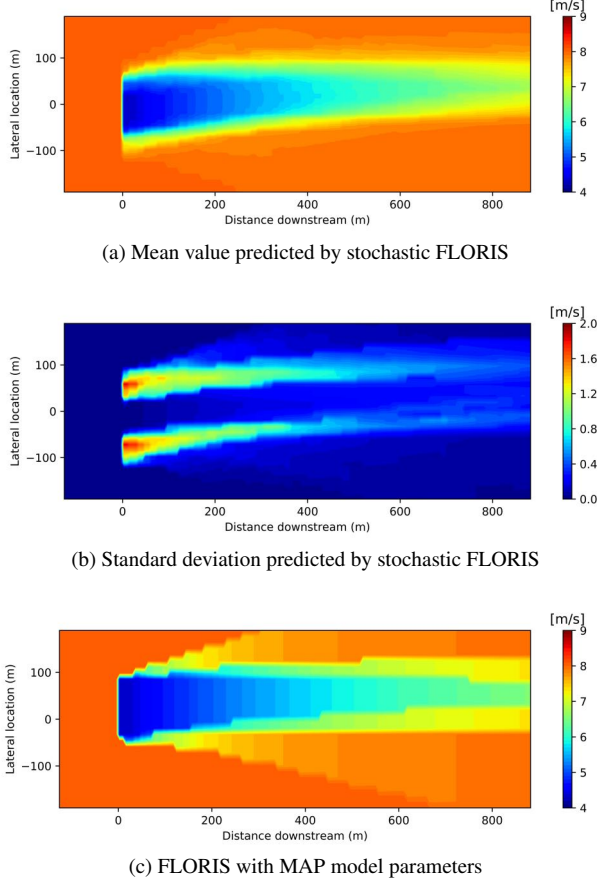 [m/s]
9
100
8
0
7
−100
6
5
4
Lateral location (m)
0 200 400 600 800
Distance downstream (m)
(a) Mean value predicted by stochastic FLORIS
[m/s]
2.0
100
1.6
0
1.2
−100
0.8
0.4
0.0
Lateral location (m)
0 200 400 600 800
Distance downstream (m)
(b) Standard deviation predicted by stochastic FLORIS
[m/s]
9
100
8
0
7
−100
6
5
4
Lateral location (m)
0 200 400 600 800
Distance downstream (m)
(c) FLORIS with MAP model parameters